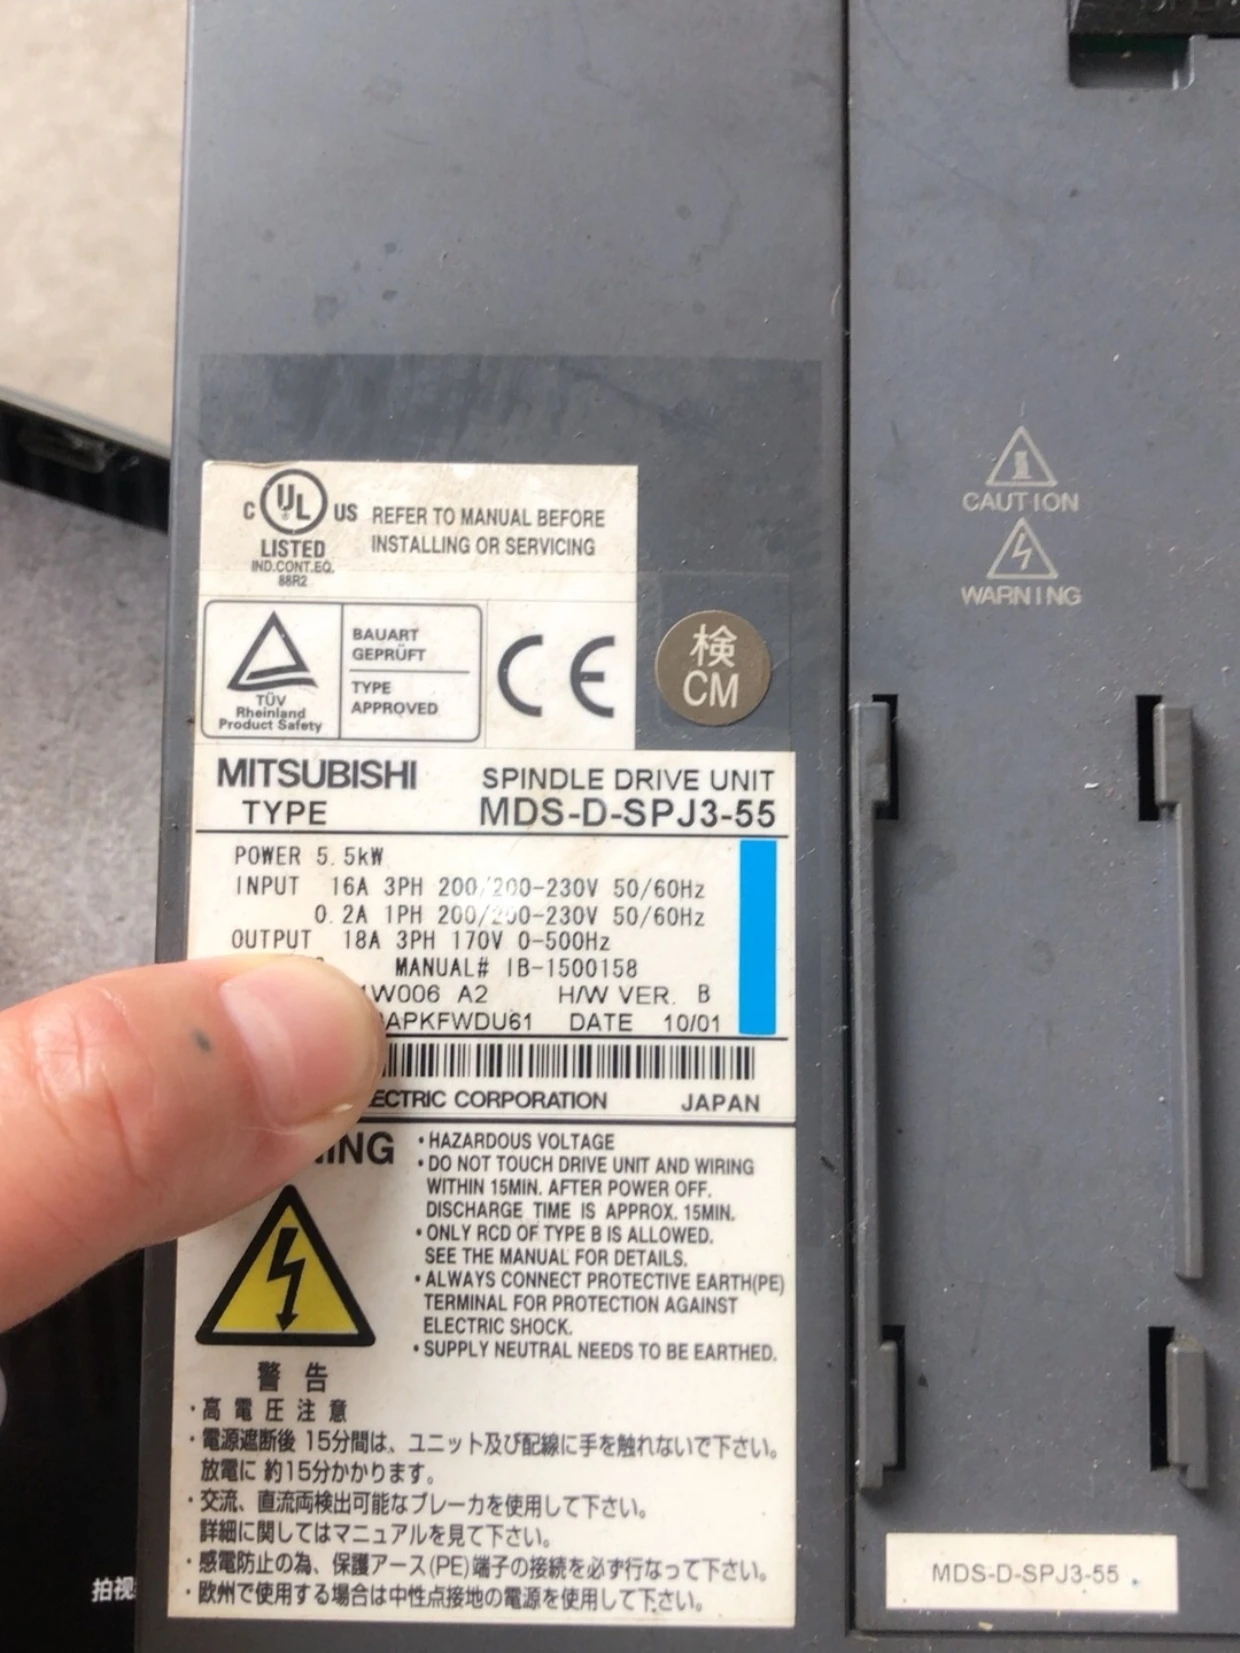 C UL US
LISTED
IND.CONT.EQ.
88R2
REFER TO MANUAL BEFORE
INSTALLING OR SERVICING
TÜV
Rheinland
Product Safety
BAUART
GEPRÜFT
TYPE
APPROVED
CE
検
CM
MITSUBISHI SPINDLE DRIVE UNIT
TYPE MDS-D-SPJ3-55
POWER 5.5kW
INPUT 16A 3PH 200/200-230V 50/60Hz
0.2A 1PH 200/200-230V 50/60Hz
OUTPUT 18A 3PH 170V 0-500Hz
MANUAL# IB-1500158
W006 A2 H/W VER. B
APKFWDU61 DATE 10/01
ECTRIC CORPORATION JAPAN
ING
・HAZARDOUS VOLTAGE
・DO NOT TOUCH DRIVE UNIT AND WIRING
WITHIN 15MIN. AFTER POWER OFF.
DISCHARGE TIME IS APPROX. 15MIN.
・ONLY RCD OF TYPE B IS ALLOWED.
SEE THE MANUAL FOR DETAILS.
・ALWAYS CONNECT PROTECTIVE EARTH(PE)
TERMINAL FOR PROTECTION AGAINST
ELECTRIC SHOCK.
・SUPPLY NEUTRAL NEEDS TO BE EARTHED.
警告
・高電圧注意
・電源遮断後 15分間は、ユニット及び配線に手を触れないで下さい。
放電に 約15分かかります。
・交流、直流両検出可能なブレーカを使用して下さい。
詳細に関してはマニュアルを見て下さい。
・感電防止の為、保護アース(PE)端子の接続を必ず行なって下さい。
・欧州で使用する場合は中性点接地の電源を使用して下さい。
CAUTION
WARNING
MDS-D-SPJ3-55
拍视